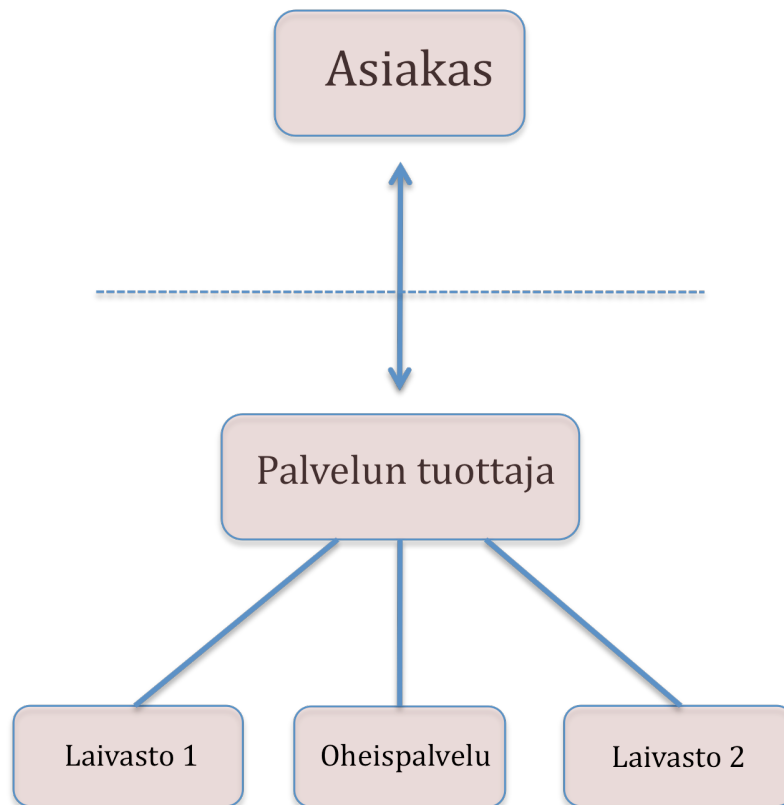 Asiakas
Palvelun tuottaja
Laivasto 1
Oheispalvelu
Laivasto 2